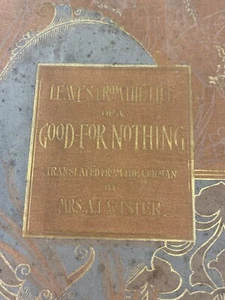 LEAVES FROM THE LIFE
OF A
GOOD-FOR-NOTHING
TRANSLATED FROM THE GERMAN
BY
MRS. A. L. WISTER.